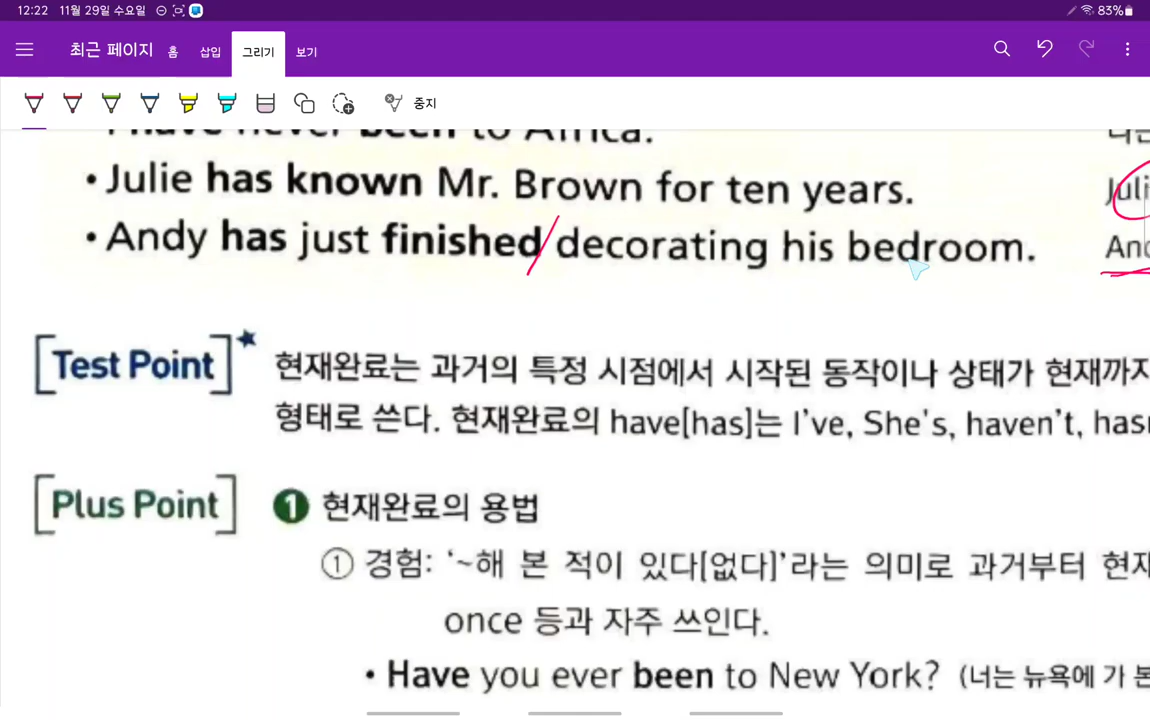 12:22 11월 29일 수요일 83%
최근 페이지 홈 삽입 그리기 보기
중지
I have never been to Africa.
• Julie has known Mr. Brown for ten years.
• Andy has just finished decorating his bedroom.
[Test Point] 현재완료는 과거의 특정 시점에서 시작된 동작이나 상태가 현재까지
형태로 쓴다. 현재완료의 have[has]는 I've, She's, haven't,
[Plus Point] 1 현재완료의 용법
① 경험: '~해 본 적이 있다[없다]'라는 의미로 과거부터
once 등과 자주 쓰인다.
• Have you ever been to New York? (너는 뉴욕에 가